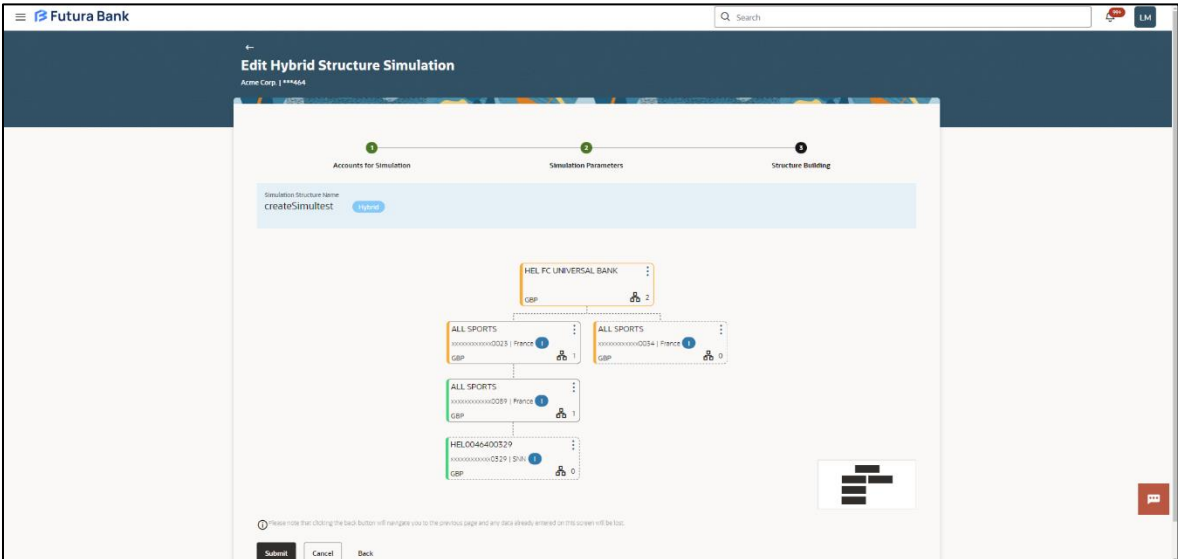 Futura Bank
Search
99+
LM
Edit Hybrid Structure Simulation
Acme Corp. | ***464
1
2
3
Accounts for Simulation
Simulation Parameters
Structure Building
Simulation Structure Name
createSimultest
Hybrid
HEL FC UNIVERSAL BANK
GBP
2
ALL SPORTS
xxxxxxxxxxxx0023 | France I
GBP
1
ALL SPORTS
xxxxxxxxxxxx0034 | France I
GBP
0
ALL SPORTS
xxxxxxxxxxxx0089 | France I
GBP
1
HEL0046400329
xxxxxxxxxxxx0329 | SNN I
GBP
0
Please note that clicking the back button will navigate you to the previous page and any data already entered on this screen will be lost.
Submit
Cancel
Back